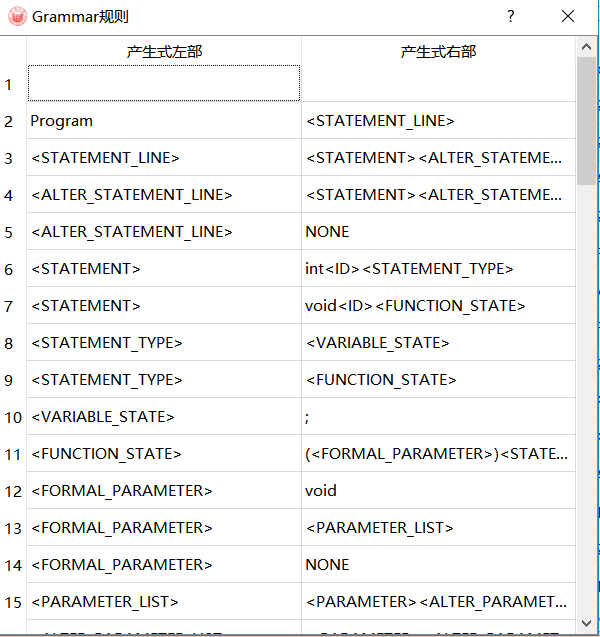 Grammar规则
产生式左部 产生式右部
1
2 Program <STATEMENT_LINE>
3 <STATEMENT_LINE> <STATEMENT><ALTER_STATEME...
4 <ALTER_STATEMENT_LINE> <STATEMENT><ALTER_STATEME...
5 <ALTER_STATEMENT_LINE> NONE
6 <STATEMENT> int<ID><STATEMENT_TYPE>
7 <STATEMENT> void<ID><FUNCTION_STATE>
8 <STATEMENT_TYPE> <VARIABLE_STATE>
9 <STATEMENT_TYPE> <FUNCTION_STATE>
10 <VARIABLE_STATE> ;
11 <FUNCTION_STATE> (<FORMAL_PARAMETER>)<STATE...
12 <FORMAL_PARAMETER> void
13 <FORMAL_PARAMETER> <PARAMETER_LIST>
14 <FORMAL_PARAMETER> NONE
15 <PARAMETER_LIST> <PARAMETER><ALTER_PARAMET...